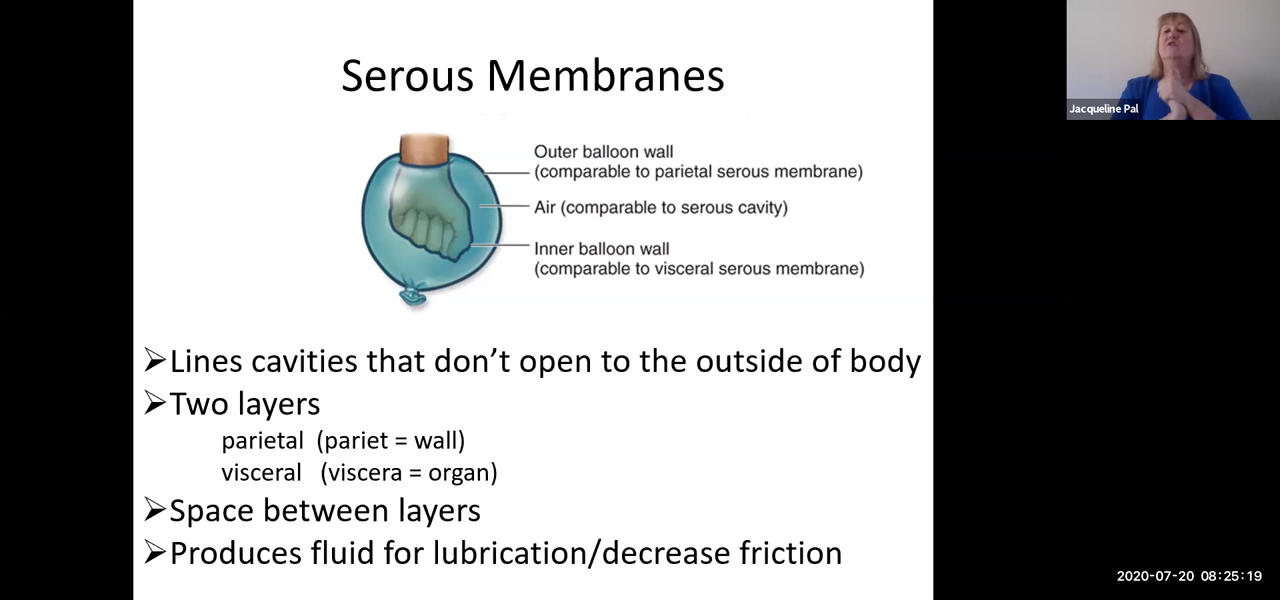 Serous Membranes
Outer balloon wall
(comparable to parietal serous membrane)
Air (comparable to serous cavity)
Inner balloon wall
(comparable to visceral serous membrane)
➢Lines cavities that don’t open to the outside of body
➢Two layers
parietal (pariet = wall)
visceral (viscera = organ)
➢Space between layers
➢Produces fluid for lubrication/decrease friction
Jacqueline Pal
2020-07-20 08:25:19